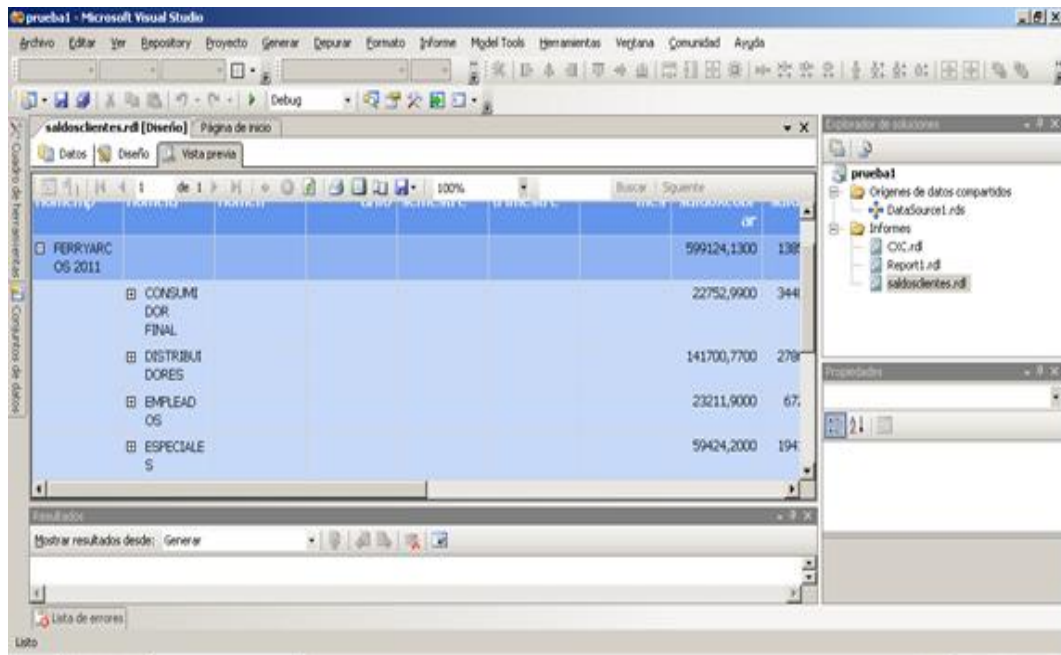 prueba1 - Microsoft Visual Studio
Archivo Editar Ver Repository Proyecto Generar Depurar Formato Informe Model Tools Herramientas Ventana Comunidad Ayuda
Debug
saldosclientes.rdl [Diseño] Página de inicio
Datos Diseño Vista previa
1 de 1 100% Buscar Siguiente
ar
FERRYARC
OS 2011
599124,1300
CONSUMI
DOR
FINAL
22752,9900
DISTRIBUI
DORES
141700,7700
EMPLEAD
OS
23211,9000
ESPECIALE
S
59424,2000
Cuadro de herramientas
Conjuntos de datos
Explorador de soluciones
prueba1
Orígenes de datos compartidos
DataSource1.rds
Informes
CXC.rdl
Report1.rdl
saldosclientes.rdl
Propiedades
Resultados
Mostrar resultados desde: Generar
Lista de errores
Listo